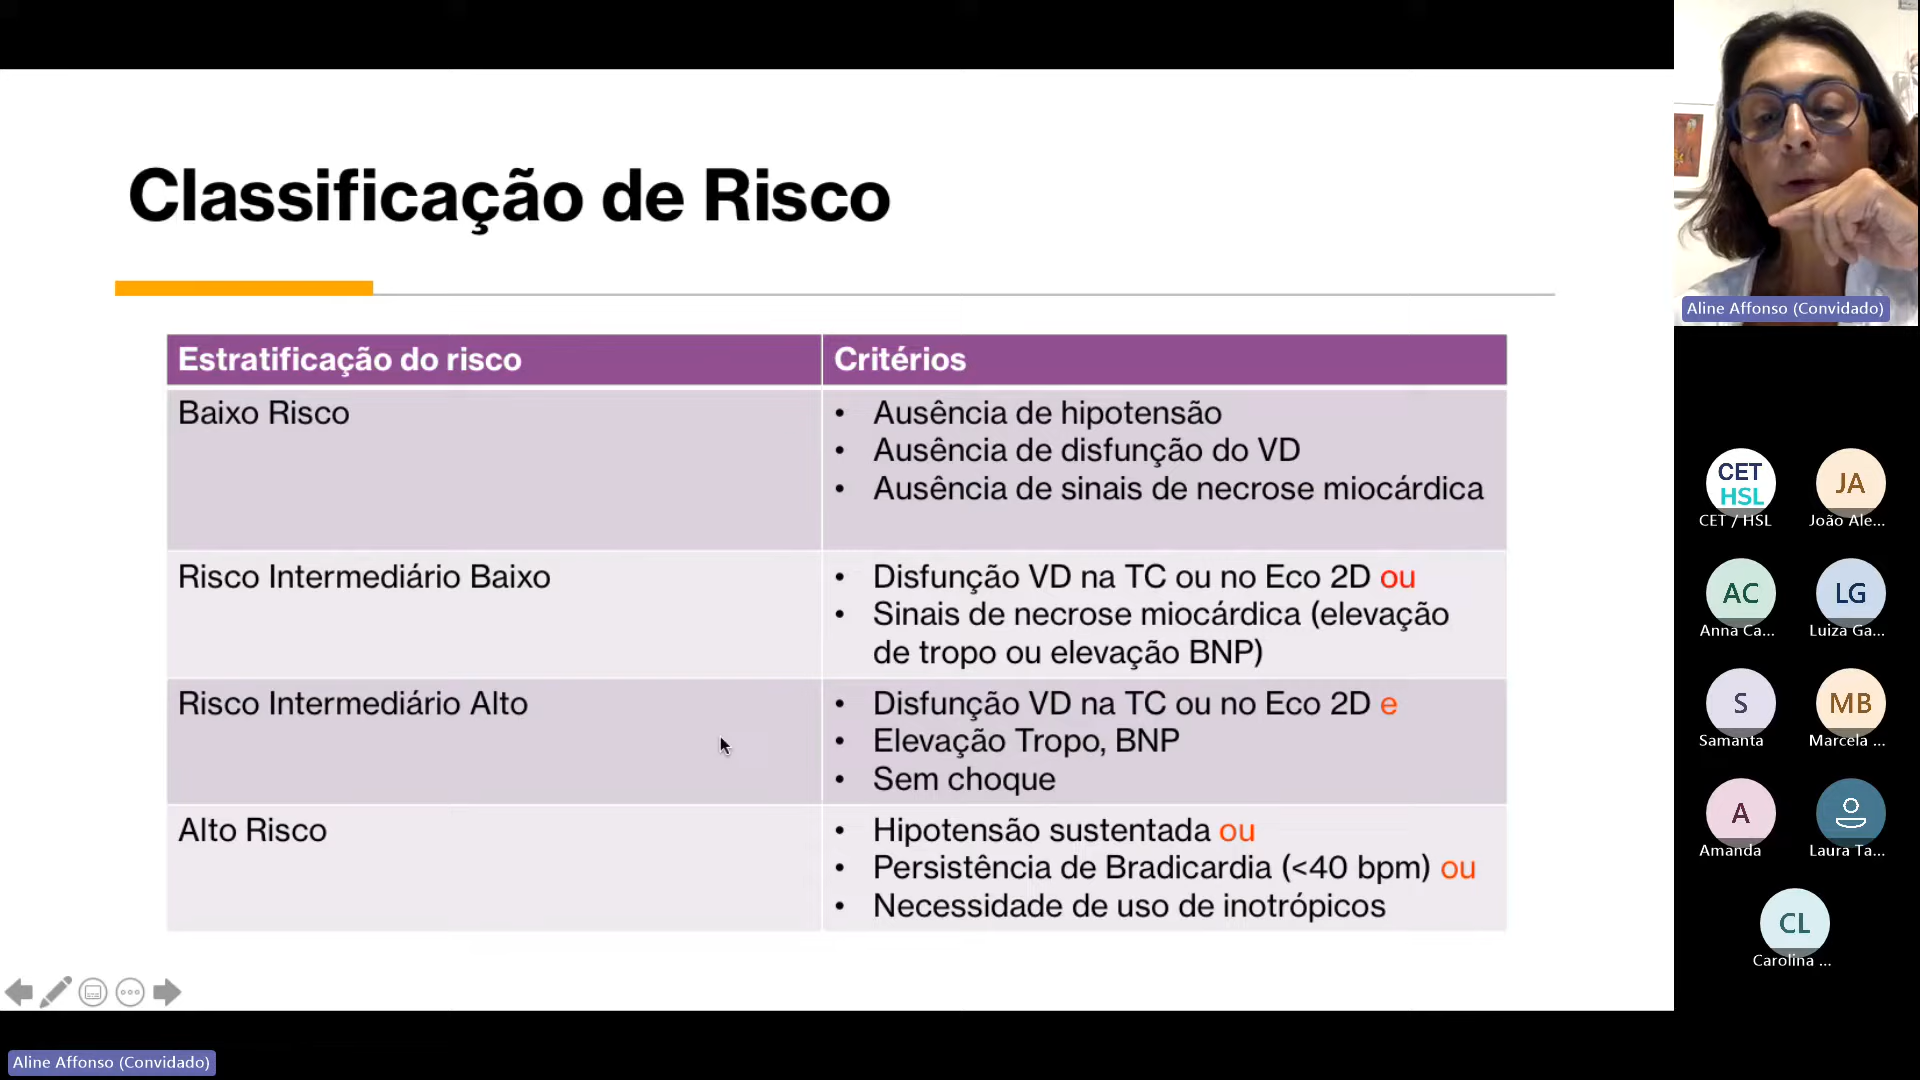 Classificação de Risco
Estratificação do risco
Critérios
Baixo Risco
• Ausência de hipotensão
• Ausência de disfunção do VD
• Ausência de sinais de necrose miocárdica
Risco Intermediário Baixo
• Disfunção VD na TC ou no Eco 2D ou
• Sinais de necrose miocárdica (elevação
de tropo ou elevação BNP)
Risco Intermediário Alto
• Disfunção VD na TC ou no Eco 2D e
• Elevação Tropo, BNP
• Sem choque
Alto Risco
• Hipotensão sustentada ou
• Persistência de Bradicardia (<40 bpm) ou
• Necessidade de uso de inotrópicos
Aline Affonso (Convidado)
Aline Affonso (Convidado)
CET
HSL
CET / HSL
JA
João Ale...
AC
Anna Ca...
LG
Luiza Ga...
S
Samanta
MB
Marcela ...
A
Amanda
Laura Ta...
CL
Carolina ...